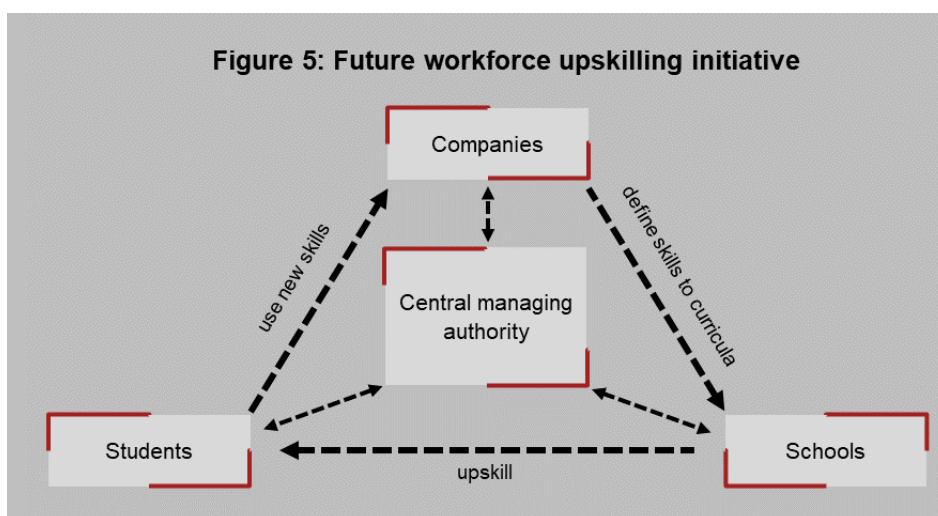 Figure 5: Future workforce upskilling initiative
Companies
use new skills
define skills to curricula
Central managing
authority
Students
Schools
upskill